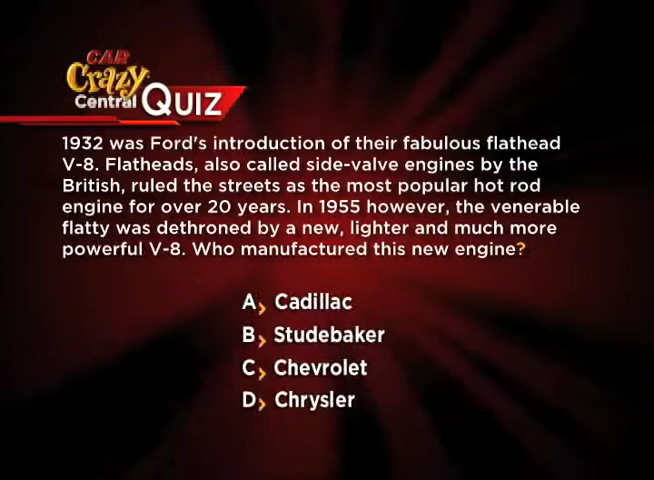 CAR
Crazy
Central QUIZ
1932 was Ford's introduction of their fabulous flathead
V-8. Flatheads, also called side-valve engines by the
British, ruled the streets as the most popular hot rod
engine for over 20 years. In 1955 however, the venerable
flatty was dethroned by a new, lighter and much more
powerful V-8. Who manufactured this new engine?
A› Cadillac
B› Studebaker
C› Chevrolet
D› Chrysler